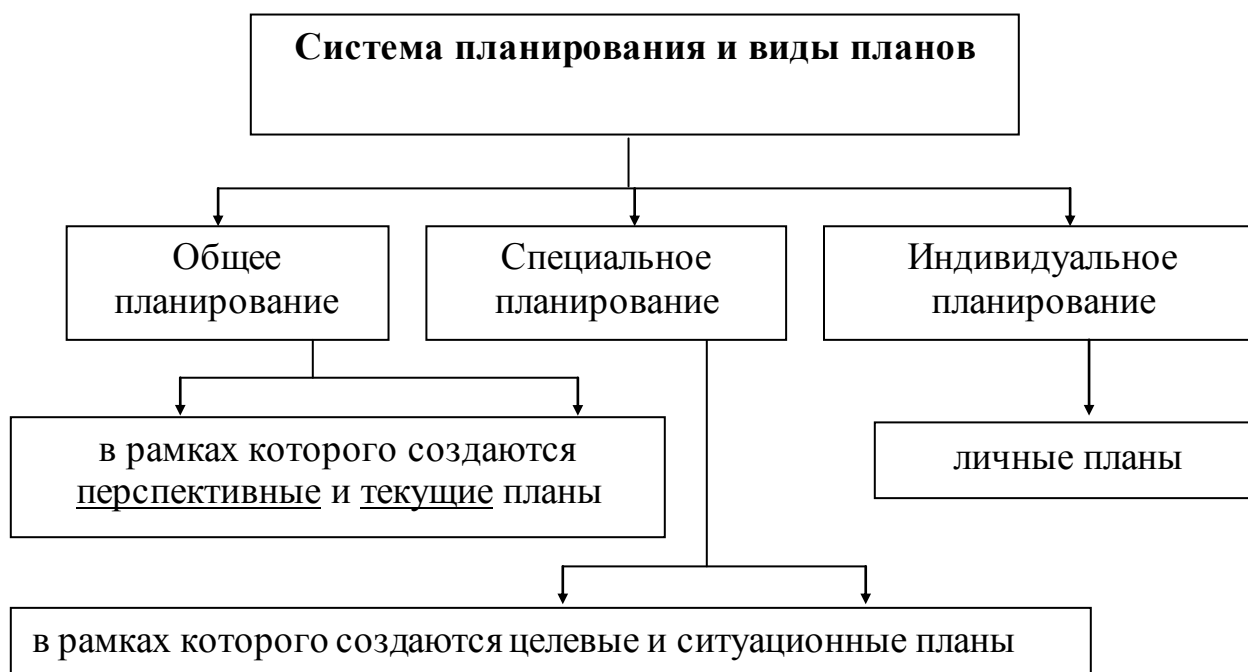 Система планирования и виды планов
Общее
планирование
Специальное
планирование
Индивидуальное
планирование
в рамках которого создаются
перспективные и текущие планы
личные планы
в рамках которого создаются целевые и ситуационные планы